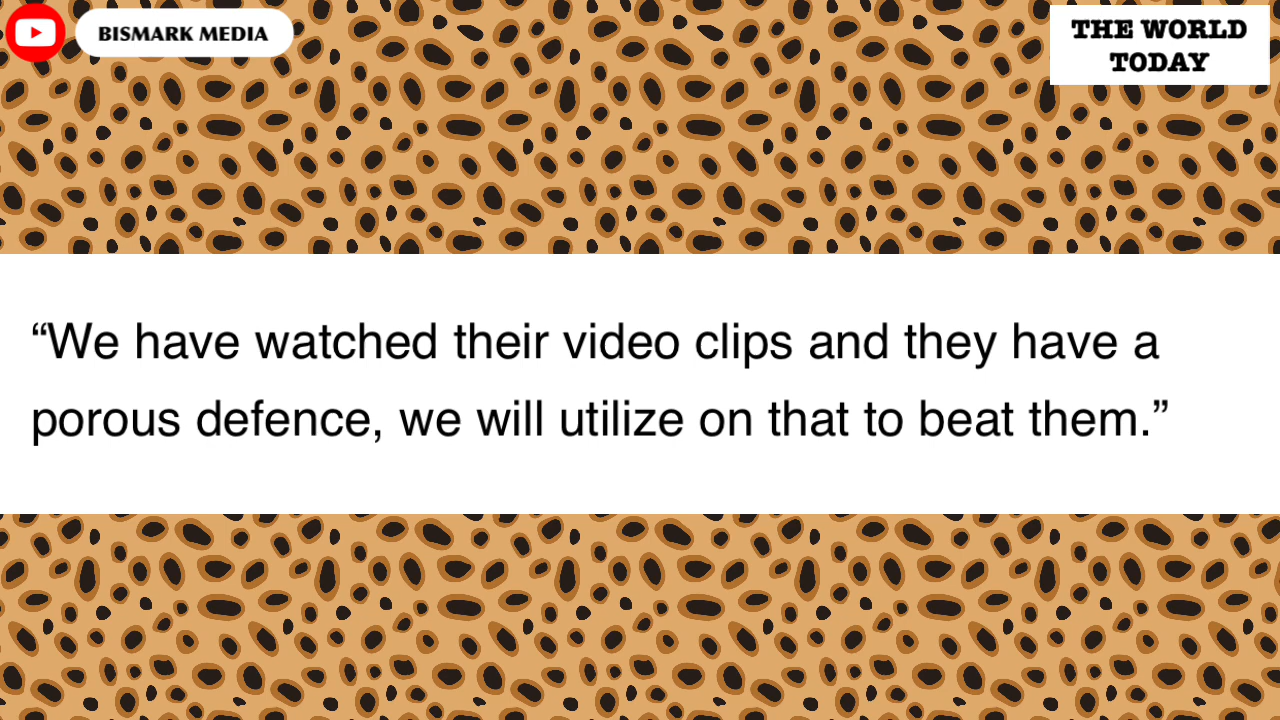 BISMARK MEDIA
THE WORLD
TODAY
“We have watched their video clips and they have a
porous defence, we will utilize on that to beat them.”